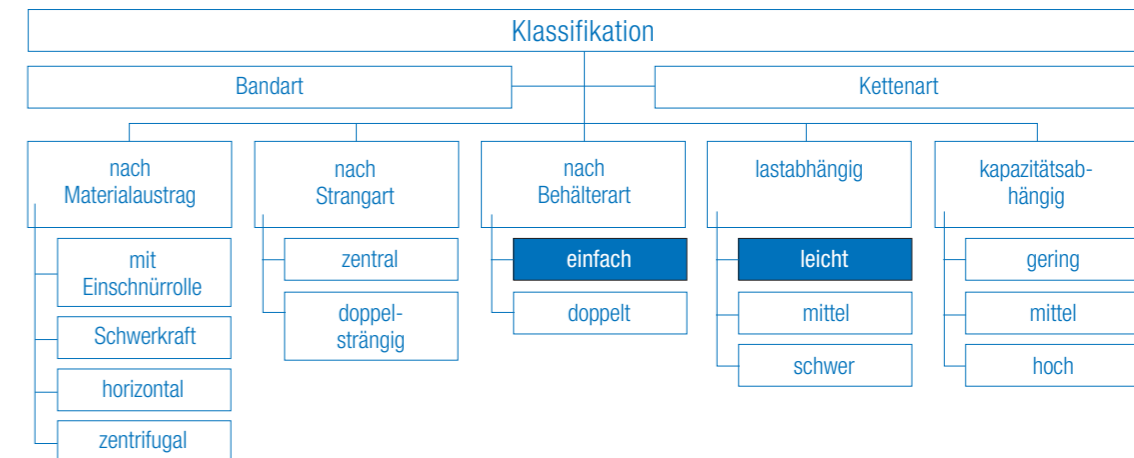 Klassifikation
Bandart
Kettenart
nach
Materialaustrag
nach
Strangart
nach
Behälterart
lastabhängig
kapazitätsab-
hängig
mit
Einschnürrolle
Schwerkraft
horizontal
zentrifugal
zentral
doppel-
strängig
einfach
doppelt
leicht
mittel
schwer
gering
mittel
hoch